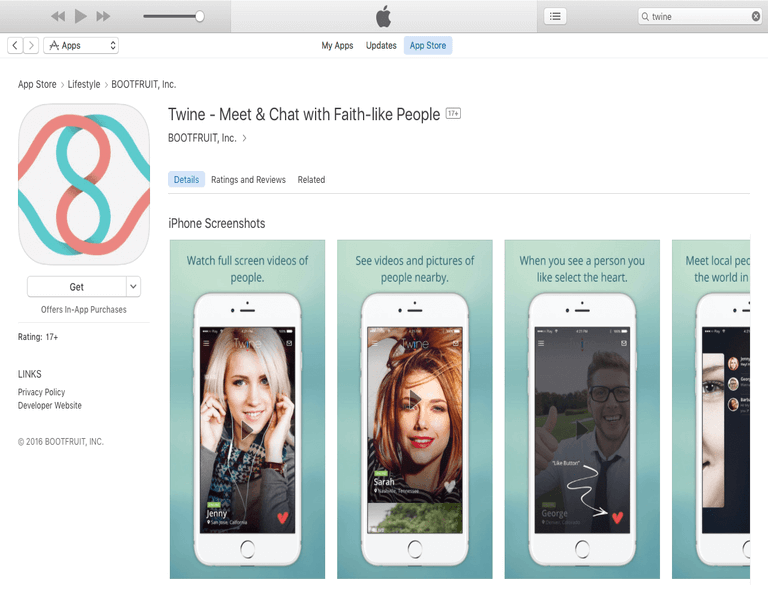 twine
Apps
My Apps
Updates
App Store
App Store > Lifestyle > BOOTFRUIT, Inc.
Twine - Meet & Chat with Faith-like People 17+
BOOTFRUIT, Inc. >
Details
Ratings and Reviews
Related
Get
Offers In-App Purchases
Rating: 17+
LINKS
Privacy Policy
Developer Website
© 2016 BOOTFRUIT, INC.
iPhone Screenshots
Watch full screen videos of
people.
Twine
Jenny
San Jose, California
See videos and pictures of
people nearby.
Twine
Sarah
Nashville, Tennessee
When you see a person you
like select the heart.
"Like Button"
George
Denver, Colorado
Meet local peo
the world in